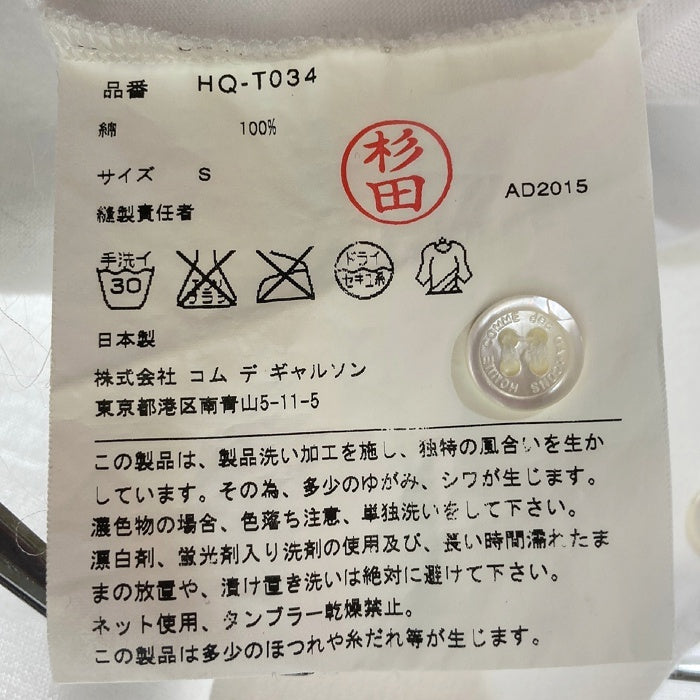 品番 HQ-T034
綿 100%
サイズ S
縫製責任者
杉田
AD2015
手洗イ
30
エンソ
サラシ
ドライ
セキユ系
日本製
株式会社 コム デ ギャルソン
東京都港区南青山5-11-5
HOMME COMME des GARÇONS
この製品は、製品洗い加工を施し、独特の風合いを生か
しています。その為、多少のゆがみ、シワが生じます。
濃色物の場合、色落ち注意、単独洗いをして下さい。
漂白剤、蛍光剤入り洗剤の使用及び、長い時間濡れたま
まの放置や、漬け置き洗いは絶対に避けて下さい。
ネット使用、タンブラー乾燥禁止。
この製品は多少のほつれや糸だれ等が生じます。